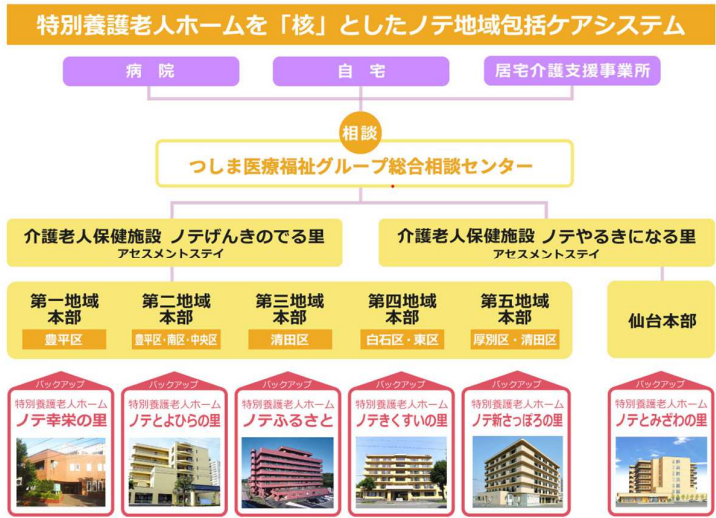 特別養護老人ホームを「核」としたノテ地域包括ケアシステム
病 院
自 宅
居宅介護支援事業所
相談
つしま医療福祉グループ総合相談センター
介護老人保健施設 ノテげんきのでる里
アセスメントステイ
介護老人保健施設 ノテやるきになる里
アセスメントステイ
第一地域
本部
豊平区
第二地域
本部
豊平区・南区・中央区
第三地域
本部
清田区
第四地域
本部
白石区・東区
第五地域
本部
厚別区・清田区
仙台本部
バックアップ
特別養護老人ホーム
ノテ幸栄の里
バックアップ
特別養護老人ホーム
ノテとよひらの里
バックアップ
特別養護老人ホーム
ノテふるさと
バックアップ
特別養護老人ホーム
ノテきくすいの里
バックアップ
特別養護老人ホーム
ノテ新さっぽろの里
バックアップ
特別養護老人ホーム
ノテとみざわの里